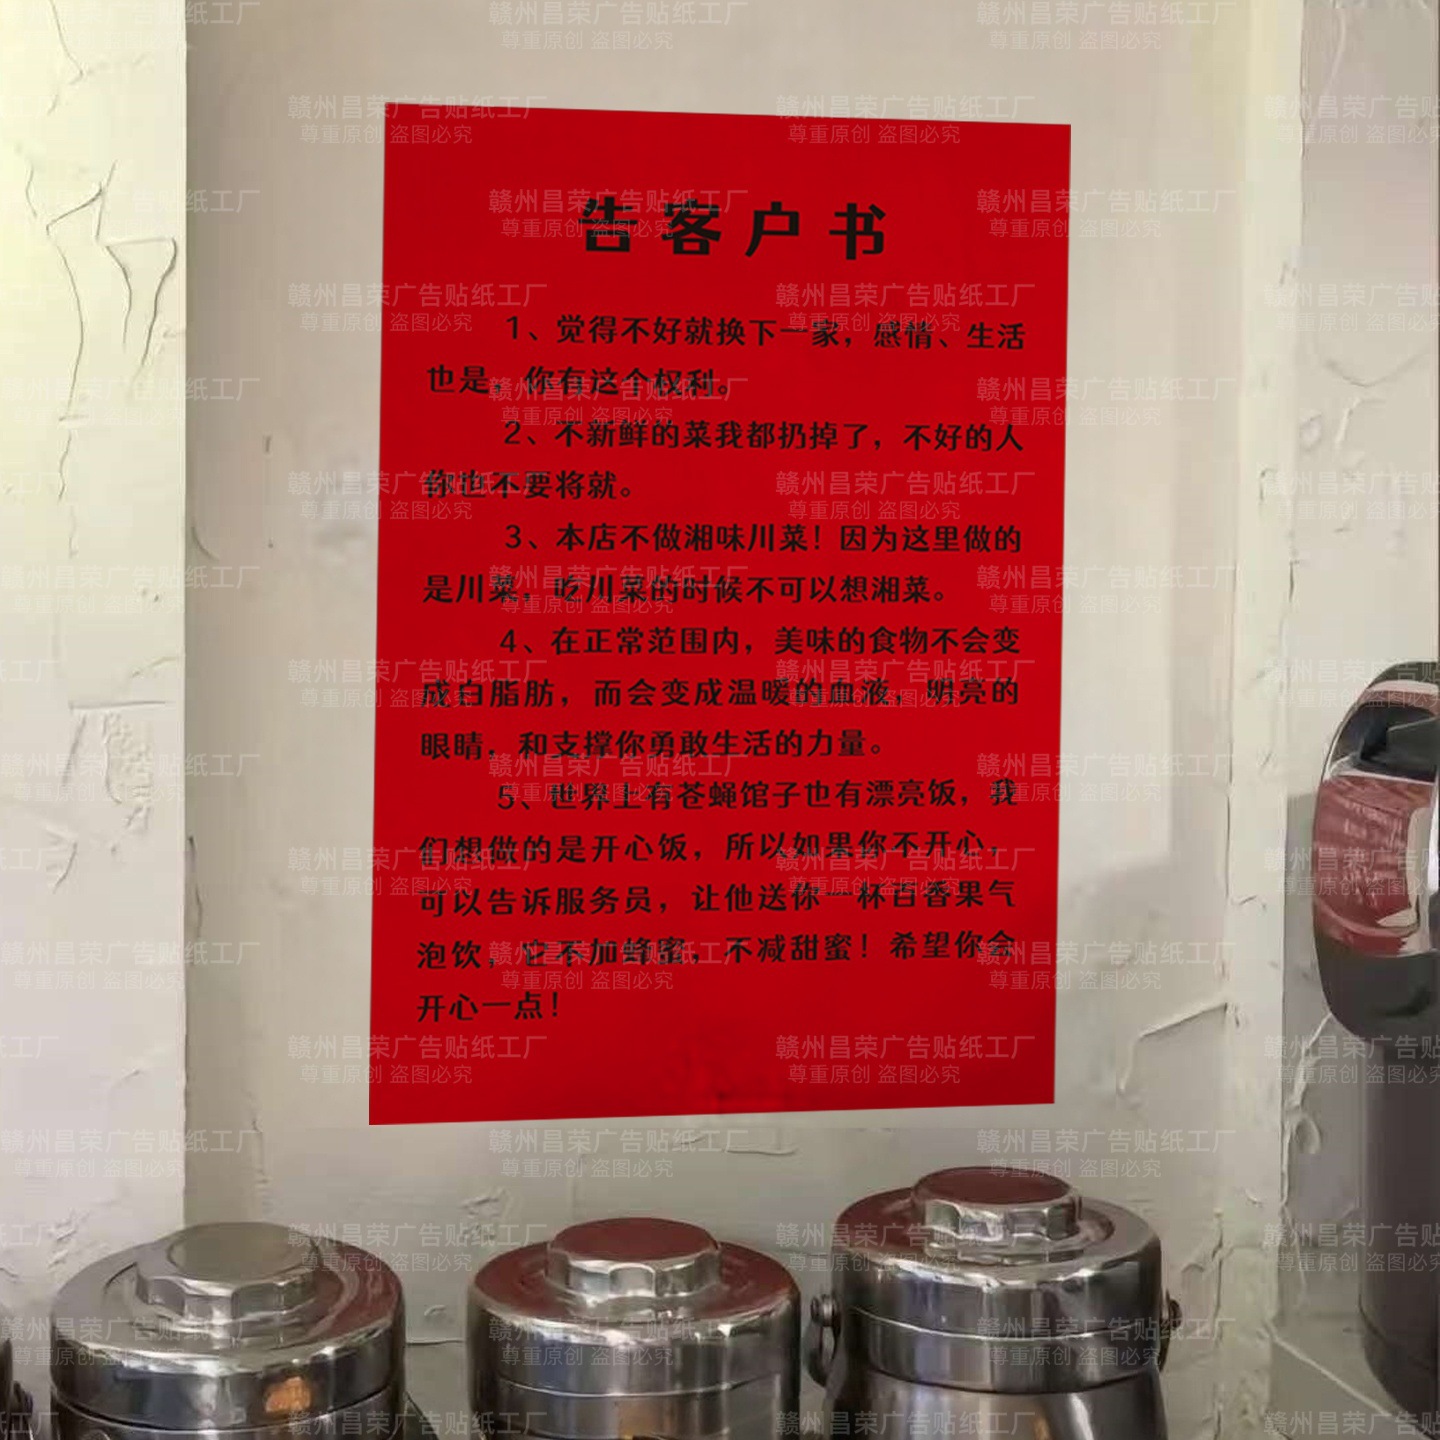 告客户书
1、觉得不好就换下一家，感情、生活
也是，你有这个权利。
2、不新鲜的菜我都扔掉了，不好的人
你也不要将就。
3、本店不做湘味川菜！因为这里做的
是川菜，吃川菜的时候不可以想湘菜。
4、在正常范围内，美味的食物不会变
成白脂肪，而会变成温暖的血液，明亮的
眼睛，和支撑你勇敢生活的力量。
5、世界上有苍蝇馆子也有漂亮饭，我
们想做的是开心饭，所以如果你不开心，
可以告诉服务员，让他送你一杯百香果气
泡饮，它不加蜂蜜，不减甜蜜！希望你会
开心一点！
赣州昌荣广告贴纸工厂
尊重原创 盗图必究